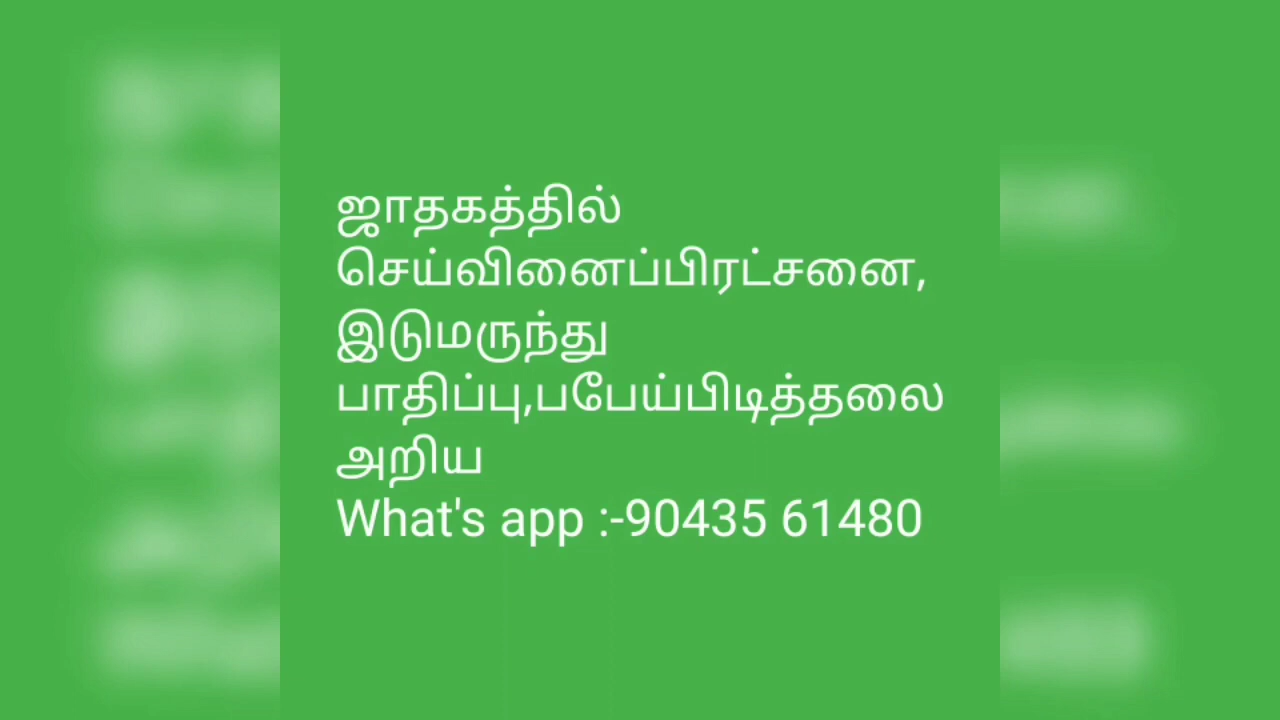 ஜாதகத்தில்
செய்வினைப்பிரட்சனை,
இடுமருந்து
பாதிப்பு,பபேய்பிடித்தலை
அறிய
What's app :-90435 61480